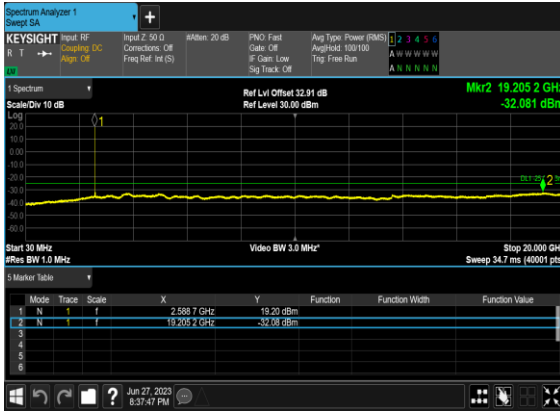 Spectrum Analyzer 1
Swept SA
+
KEYSIGHT
R T
LW
Input: RF
Coupling: DC
Align: Off
Input Z: 50 Ω
Corrections: Off
Freq Ref: Int (S)
#Atten: 20 dB
PNO: Fast
Gate: Off
IF Gain: Low
Sig Track: Off
Avg Type: Power (RMS)
Avg|Hold: 100/100
Trig: Free Run
1 2 3 4 5 6
A W W W W W
A N N N N N
1 Spectrum
Scale/Div 10 dB
Ref Lvl Offset 32.91 dB
Ref Level 30.00 dBm
Mkr2 19.205 2 GHz
-32.081 dBm
Log
20.0
10.0
0.00
-10.0
-20.0
-30.0
-40.0
-50.0
-60.0
1
2
Start 30 MHz
#Res BW 1.0 MHz
Video BW 3.0 MHz*
Stop 20.000 GHz
Sweep 34.7 ms (40001 pts)
5 Marker Table
Mode Trace Scale X Y Function Function Width Function Value
1 N 1 f 2.588 7 GHz 19.20 dBm
2 N 1 f 19.205 2 GHz -32.08 dBm
3
4
5
6
?
Jun 27, 2023
8:37:47 PM